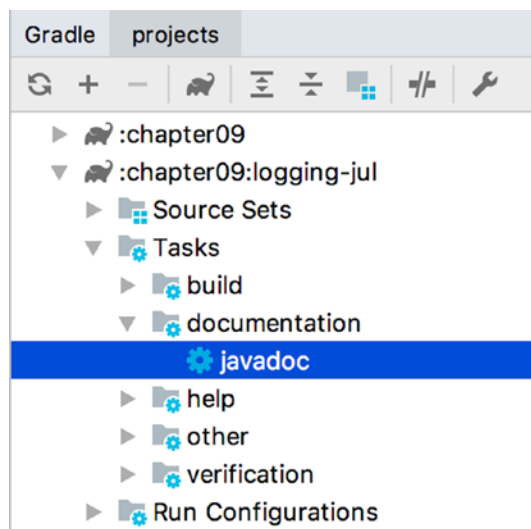 Gradle projects
:chapter09
:chapter09:logging-jul
Source Sets
Tasks
build
documentation
javadoc
help
other
verification
Run Configurations